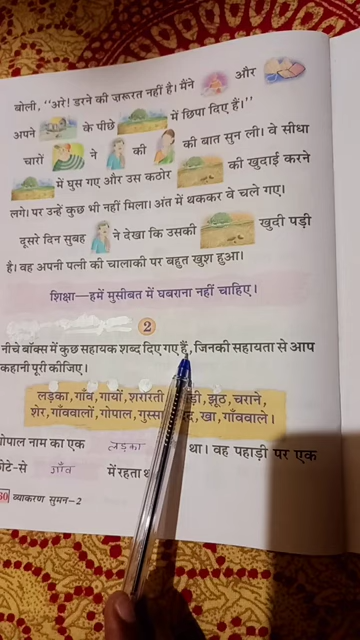 बोली, "अरे! डरने की ज़रूरत नहीं है। मैंने और
अपने के पीछे में छिपा दिए हैं।"
चारों ने की की बात सुन ली। वे सीधा
में घुस गए और उस कठोर की खुदाई करने
लगे। पर उन्हें कुछ भी नहीं मिला। अंत में थककर वे चले गए।
दूसरे दिन सुबह ने देखा कि उसकी खुदी पड़ी
है। वह अपनी पत्नी की चालाकी पर बहुत खुश हुआ।
शिक्षा—हमें मुसीबत में घबराना नहीं चाहिए।
2
नीचे बॉक्स में कुछ सहायक शब्द दिए गए हैं, जिनकी सहायता से आप
कहानी पूरी कीजिए।
लड़का, गाँव, गायों, शरारती झूठ, चराने,
शेर, गाँववालों, गोपाल, गुस्सा, खा, गाँववाले।
गोपाल नाम का एक लड़का था। वह पहाड़ी पर एक
छोटे-से गाँव में रहता
60 व्याकरण सुमन-2